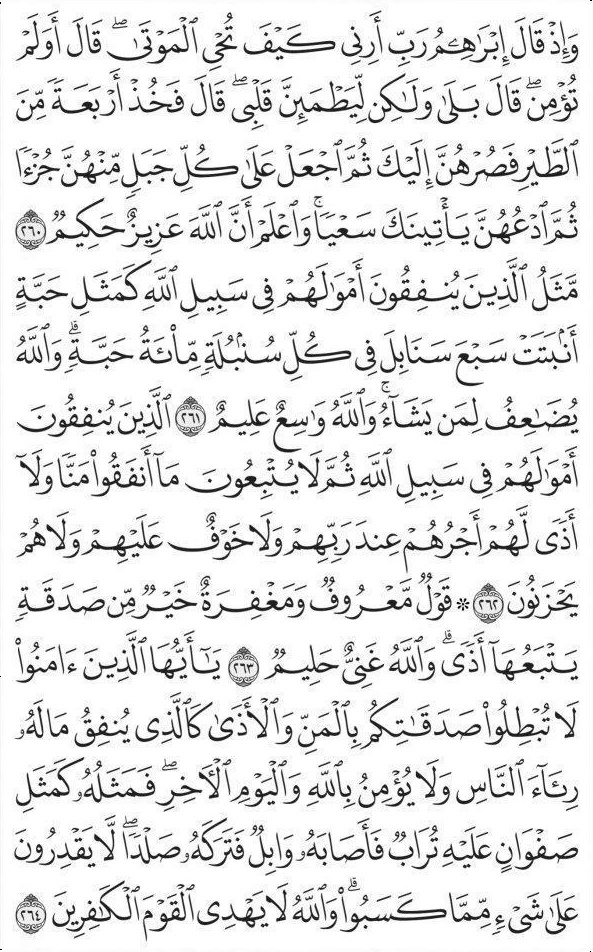 وَإِذۡ قَالَ إِبۡرَٰهِـۧمُ رَبِّ أَرِنِي كَيۡفَ تُحۡيِ ٱلۡمَوۡتَىٰۖ قَالَ أَوَلَمۡ
تُؤۡمِنۖ قَالَ بَلَىٰ وَلَٰكِن لِّيَطۡمَئِنَّ قَلۡبِيۖ قَالَ فَخُذۡ أَرۡبَعَةٗ مِّنَ
ٱلطَّيۡرِ فَصُرۡهُنَّ إِلَيۡكَ ثُمَّ ٱجۡعَلۡ عَلَىٰ كُلِّ جَبَلٖ مِّنۡهُنَّ جُزۡءٗا
ثُمَّ ٱدۡعُهُنَّ يَأۡتِينَكَ سَعۡيٗاۚ وَٱعۡلَمۡ أَنَّ ٱللَّهَ عَزِيزٌ حَكِيمٞ ٢٦٠
مَّثَلُ ٱلَّذِينَ يُنفِقُونَ أَمۡوَٰلَهُمۡ فِي سَبِيلِ ٱللَّهِ كَمَثَلِ حَبَّةٍ
أَنۢبَتَتۡ سَبۡعَ سَنَابِلَ فِي كُلِّ سُنۢبُلَةٖ مِّاْئَةُ حَبَّةٖۗ وَٱللَّهُ
يُضَٰعِفُ لِمَن يَشَآءُۚ وَٱللَّهُ وَٰسِعٌ عَلِيمٌ ٢٦١ ٱلَّذِينَ يُنفِقُونَ
أَمۡوَٰلَهُمۡ فِي سَبِيلِ ٱللَّهِ ثُمَّ لَا يُتۡبِعُونَ مَآ أَنفَقُواْ مَنّٗا وَلَآ
أَذٗى لَّهُمۡ أَجۡرُهُمۡ عِندَ رَبِّهِمۡ وَلَا خَوۡفٌ عَلَيۡهِمۡ وَلَا هُمۡ
يَحۡزَنُونَ ٢٦٢ ۞ قَوۡلٞ مَّعۡرُوفٞ وَمَغۡفِرَةٌ خَيۡرٞ مِّن صَدَقَةٖ
يَتۡبَعُهَآ أَذٗىۗ وَٱللَّهُ غَنِيٌّ حَلِيمٞ ٢٦٣ يَٰٓأَيُّهَا ٱلَّذِينَ ءَامَنُواْ
لَا تُبۡطِلُواْ صَدَقَٰتِكُم بِٱلۡمَنِّ وَٱلۡأَذَىٰ كَٱلَّذِي يُنفِقُ مَالَهُۥ
رِئَآءَ ٱلنَّاسِ وَلَا يُؤۡمِنُ بِٱللَّهِ وَٱلۡيَوۡمِ ٱلۡأٓخِرِۖ فَمَثَلُهُۥ كَمَثَلِ
صَفۡوَانٍ عَلَيۡهِ تُرَابٞ فَأَصَابَهُۥ وَابِلٞ فَتَرَكَهُۥ صَلۡدٗاۖ لَّا يَقۡدِرُونَ
عَلَىٰ شَيۡءٖ مِّمَّا كَسَبُواْۗ وَٱللَّهُ لَا يَهۡدِي ٱلۡقَوۡمَ ٱلۡكَٰفِرِينَ ٢٦٤